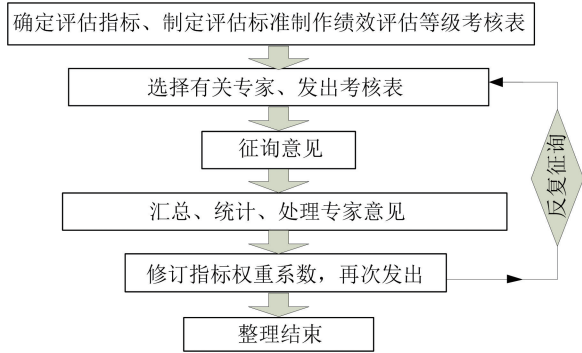 确定评估指标、制定评估标准制作绩效评估等级考核表
选择有关专家、发出考核表
征询意见
反复征询
汇总、统计、处理专家意见
修订指标权重系数，再次发出
整理结束